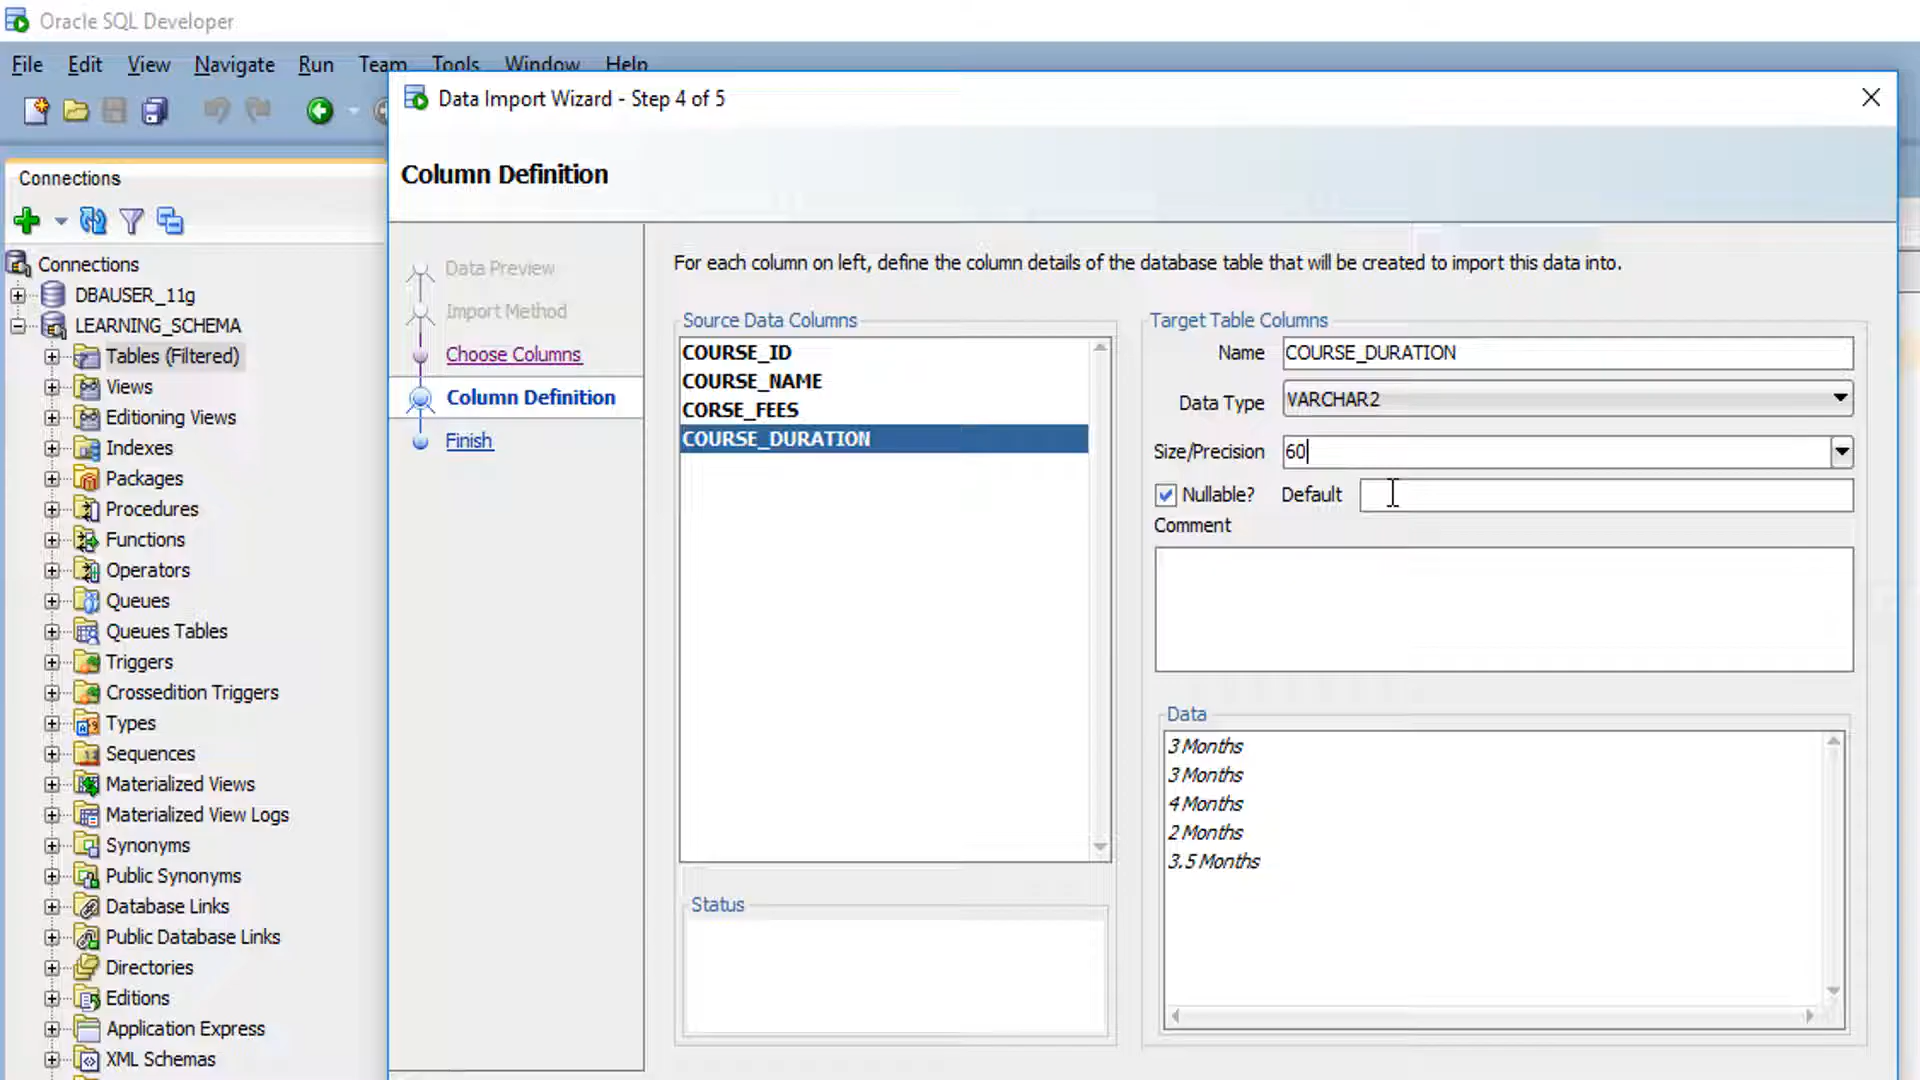 Oracle SQL Developer
File Edit View Navigate Run Team Tools Window Help
Data Import Wizard - Step 4 of 5
Column Definition
Connections
Connections
DBAUSER_11g
LEARNING_SCHEMA
Tables (Filtered)
Views
Editioning Views
Indexes
Packages
Procedures
Functions
Operators
Queues
Queues Tables
Triggers
Crossedition Triggers
Types
Sequences
Materialized Views
Materialized View Logs
Synonyms
Public Synonyms
Database Links
Public Database Links
Directories
Editions
Application Express
XML Schemas
Data Preview
Import Method
Choose Columns
Column Definition
Finish
For each column on left, define the column details of the database table that will be created to import this data into.
Source Data Columns
COURSE_ID
COURSE_NAME
CORSE_FEES
COURSE_DURATION
Status
Target Table Columns
Name COURSE_DURATION
Data Type VARCHAR2
Size/Precision 60
Nullable? Default
Comment
Data
3 Months
3 Months
4 Months
2 Months
3.5 Months